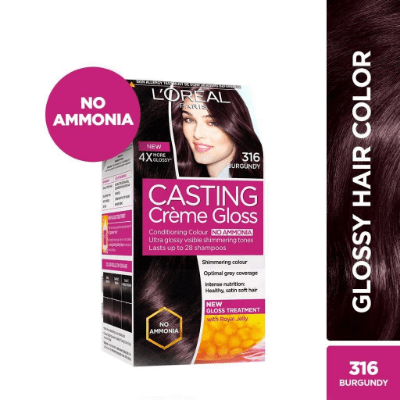 NO
AMMONIA
L'ORÉAL
PARIS
NEW
4X MORE
GLOSSY*
316
BURGUNDY
CASTING
Crème Gloss
Conditioning Colour NO AMMONIA
Ultra glossy visible shimmering tones
Lasts up to 28 shampoos
Shimmering colour
Optimal grey coverage
Intense nutrition:
Healthy, satin soft hair
NEW
GLOSS TREATMENT
with Royal Jelly
NO
AMMONIA
GLOSSY HAIR COLOR
316
BURGUNDY